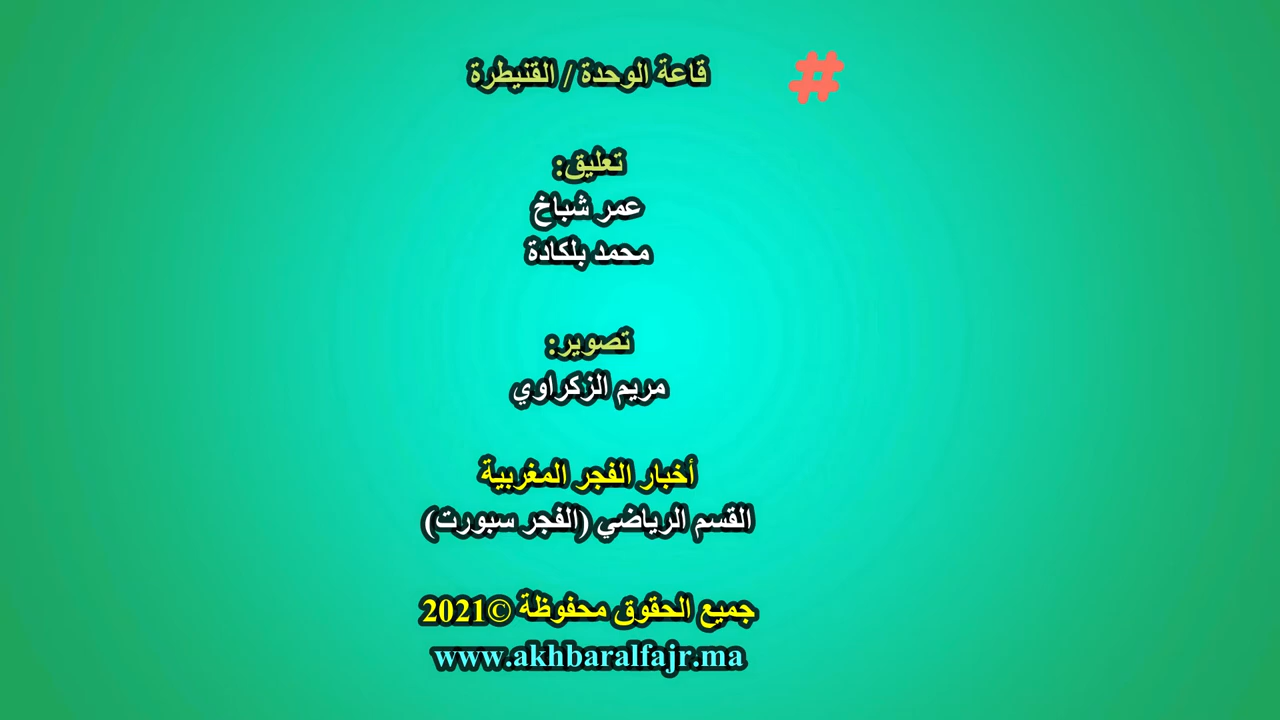 #
قاعة الوحدة / القنيطرة
تعليق:
عمر شباخ
محمد بلكادة
تصوير:
مريم الزكراوي
أخبار الفجر المغربية
القسم الرياضي (الفجر سبورت)
جميع الحقوق محفوظة ©2021
www.akhbaralfajr.ma